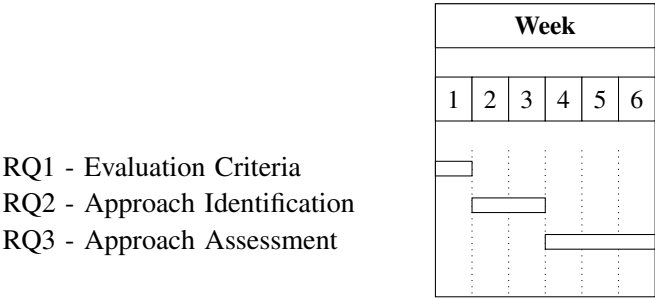 Week
1 2 3 4 5 6
RQ1 - Evaluation Criteria
RQ2 - Approach Identification
RQ3 - Approach Assessment